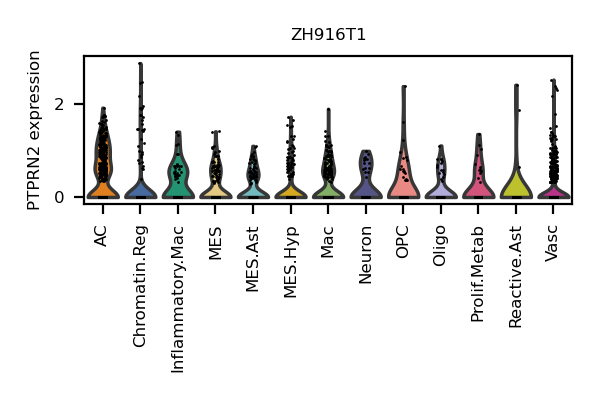 ZH916T1
PTPRN2 expression
2
0
AC
Chromatin.Reg
Inflammatory.Mac
MES
MES.Ast
MES.Hyp
Mac
Neuron
OPC
Oligo
Prolif.Metab
Reactive.Ast
Vasc